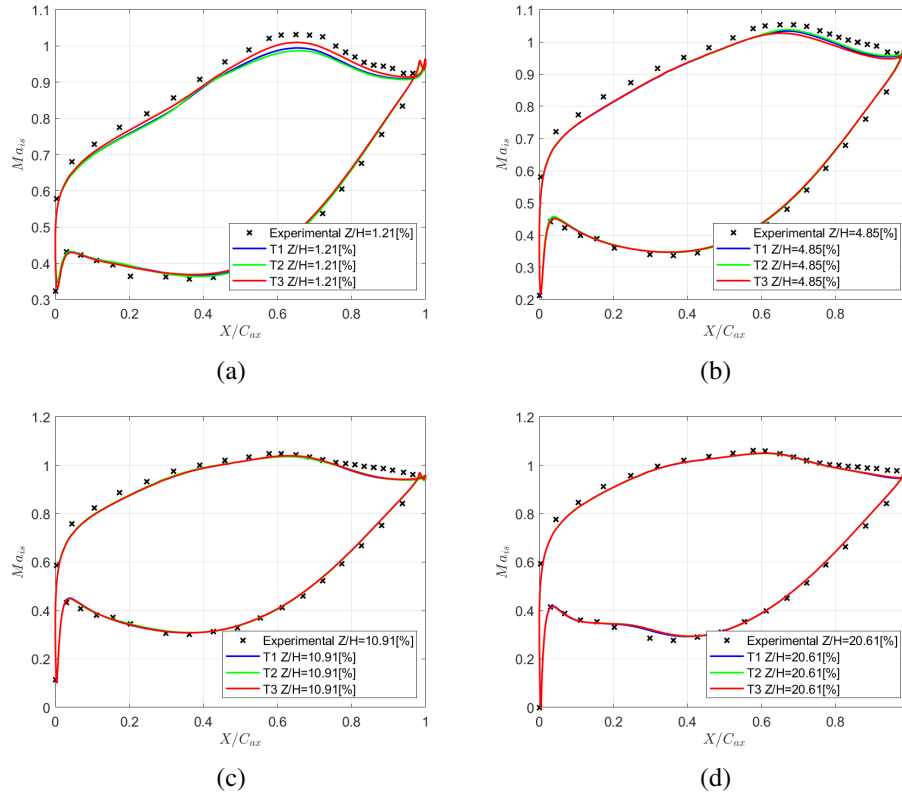 1.1
1
0.9
0.8
0.7
0.6
0.5
0.4
0.3
Ma_is
0 0.2 0.4 0.6 0.8 1
X/C_ax
Experimental Z/H=1.21[%]
T1 Z/H=1.21[%]
T2 Z/H=1.21[%]
T3 Z/H=1.21[%]
(a)
1.1
1
0.9
0.8
0.7
0.6
0.5
0.4
0.3
0.2
Ma_is
0 0.2 0.4 0.6 0.8
X/C_ax
Experimental Z/H=4.85[%]
T1 Z/H=4.85[%]
T2 Z/H=4.85[%]
T3 Z/H=4.85[%]
(b)
1.2
1
0.8
0.6
0.4
0.2
0
Ma_is
0 0.2 0.4 0.6 0.8 1
X/C_ax
Experimental Z/H=10.91[%]
T1 Z/H=10.91[%]
T2 Z/H=10.91[%]
T3 Z/H=10.91[%]
(c)
1.2
1
0.8
0.6
0.4
0.2
0
Ma_is
0 0.2 0.4 0.6 0.8
X/C_ax
Experimental Z/H=20.61[%]
T1 Z/H=20.61[%]
T2 Z/H=20.61[%]
T3 Z/H=20.61[%]
(d)